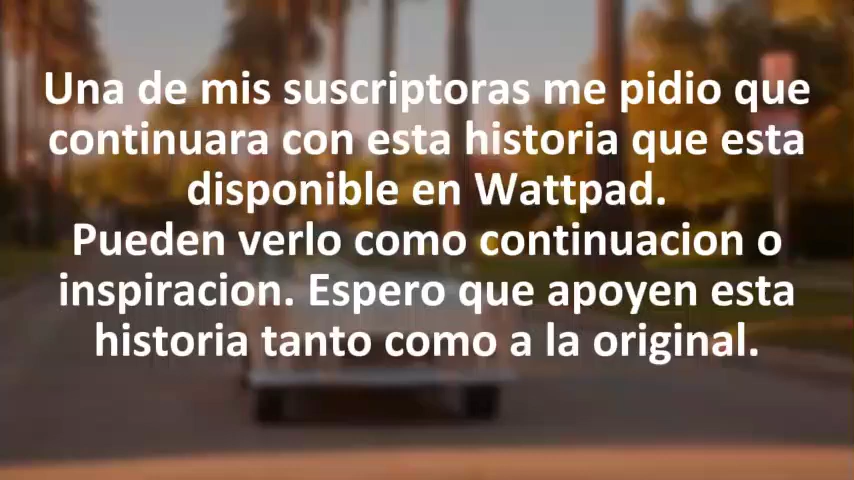 Una de mis suscriptoras me pidio que
continuara con esta historia que esta
disponible en Wattpad.
Pueden verlo como continuacion o
inspiracion. Espero que apoyen esta
historia tanto como a la original.